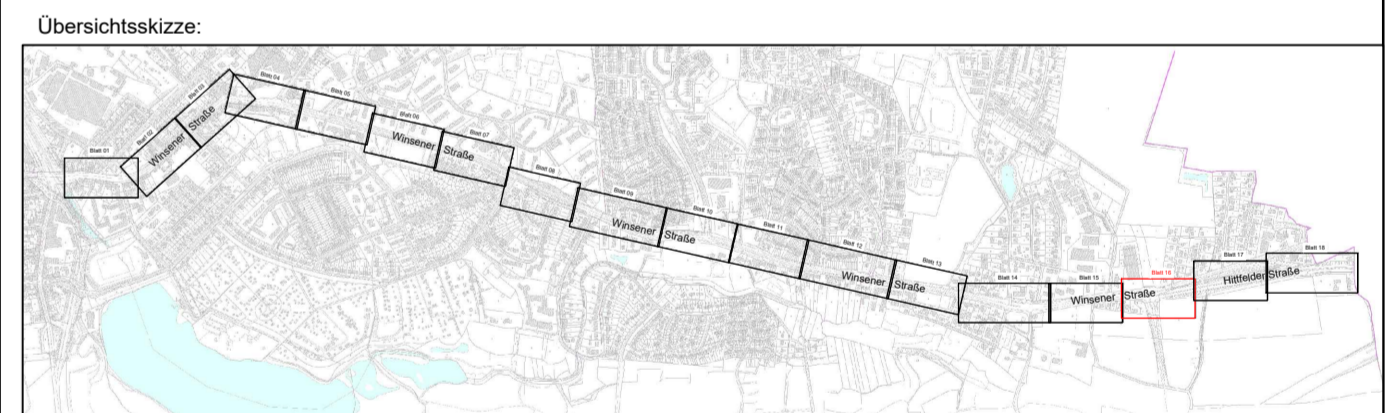 Übersichtsskizze:
Blatt 01
Blatt 02
Blatt 03
Winsener Straße
Blatt 04
Blatt 05
Blatt 06
Blatt 07
Winsener Straße
Blatt 08
Blatt 09
Blatt 10
Winsener Straße
Blatt 11
Blatt 12
Blatt 13
Winsener Straße
Blatt 14
Blatt 15
Blatt 16
Winsener Straße
Blatt 17
Blatt 18
Hittfelder Straße